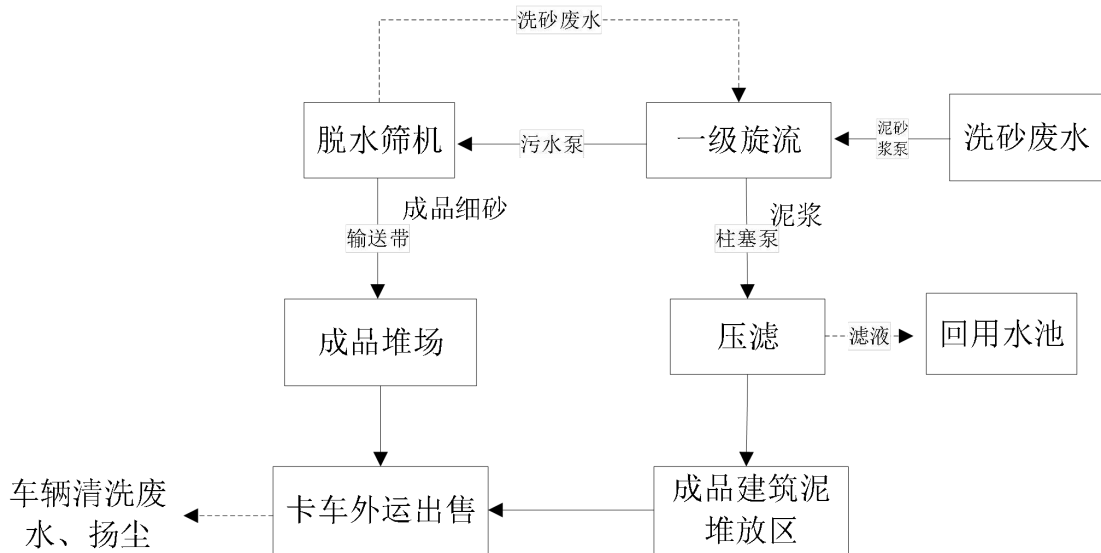 洗砂废水
脱水筛机
污水泵
一级旋流
泥砂
浆泵
洗砂废水
成品细砂
泥浆
输送带
柱塞泵
成品堆场
压滤
滤液
回用水池
车辆清洗废
水、扬尘
卡车外运出售
成品建筑泥
堆放区